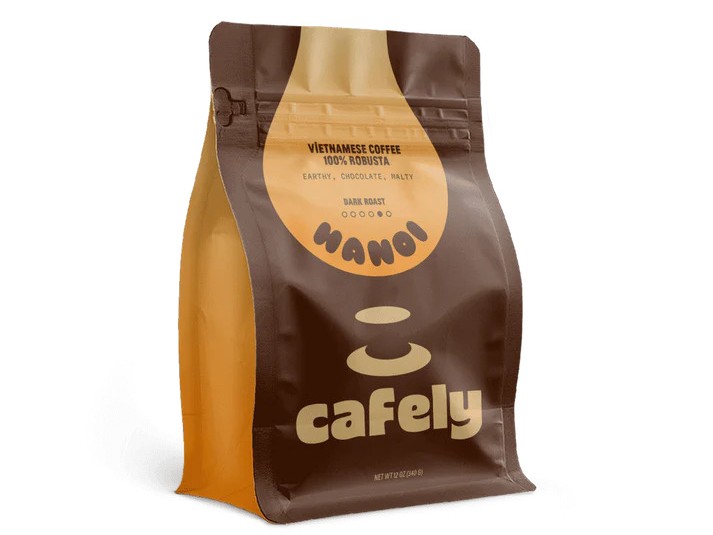 VIETNAMESE COFFEE
100% ROBUSTA
EARTHY, CHOCOLATE, MALTY
DARK ROAST
HANOI
cafely
NET WT 12 OZ (340 G)